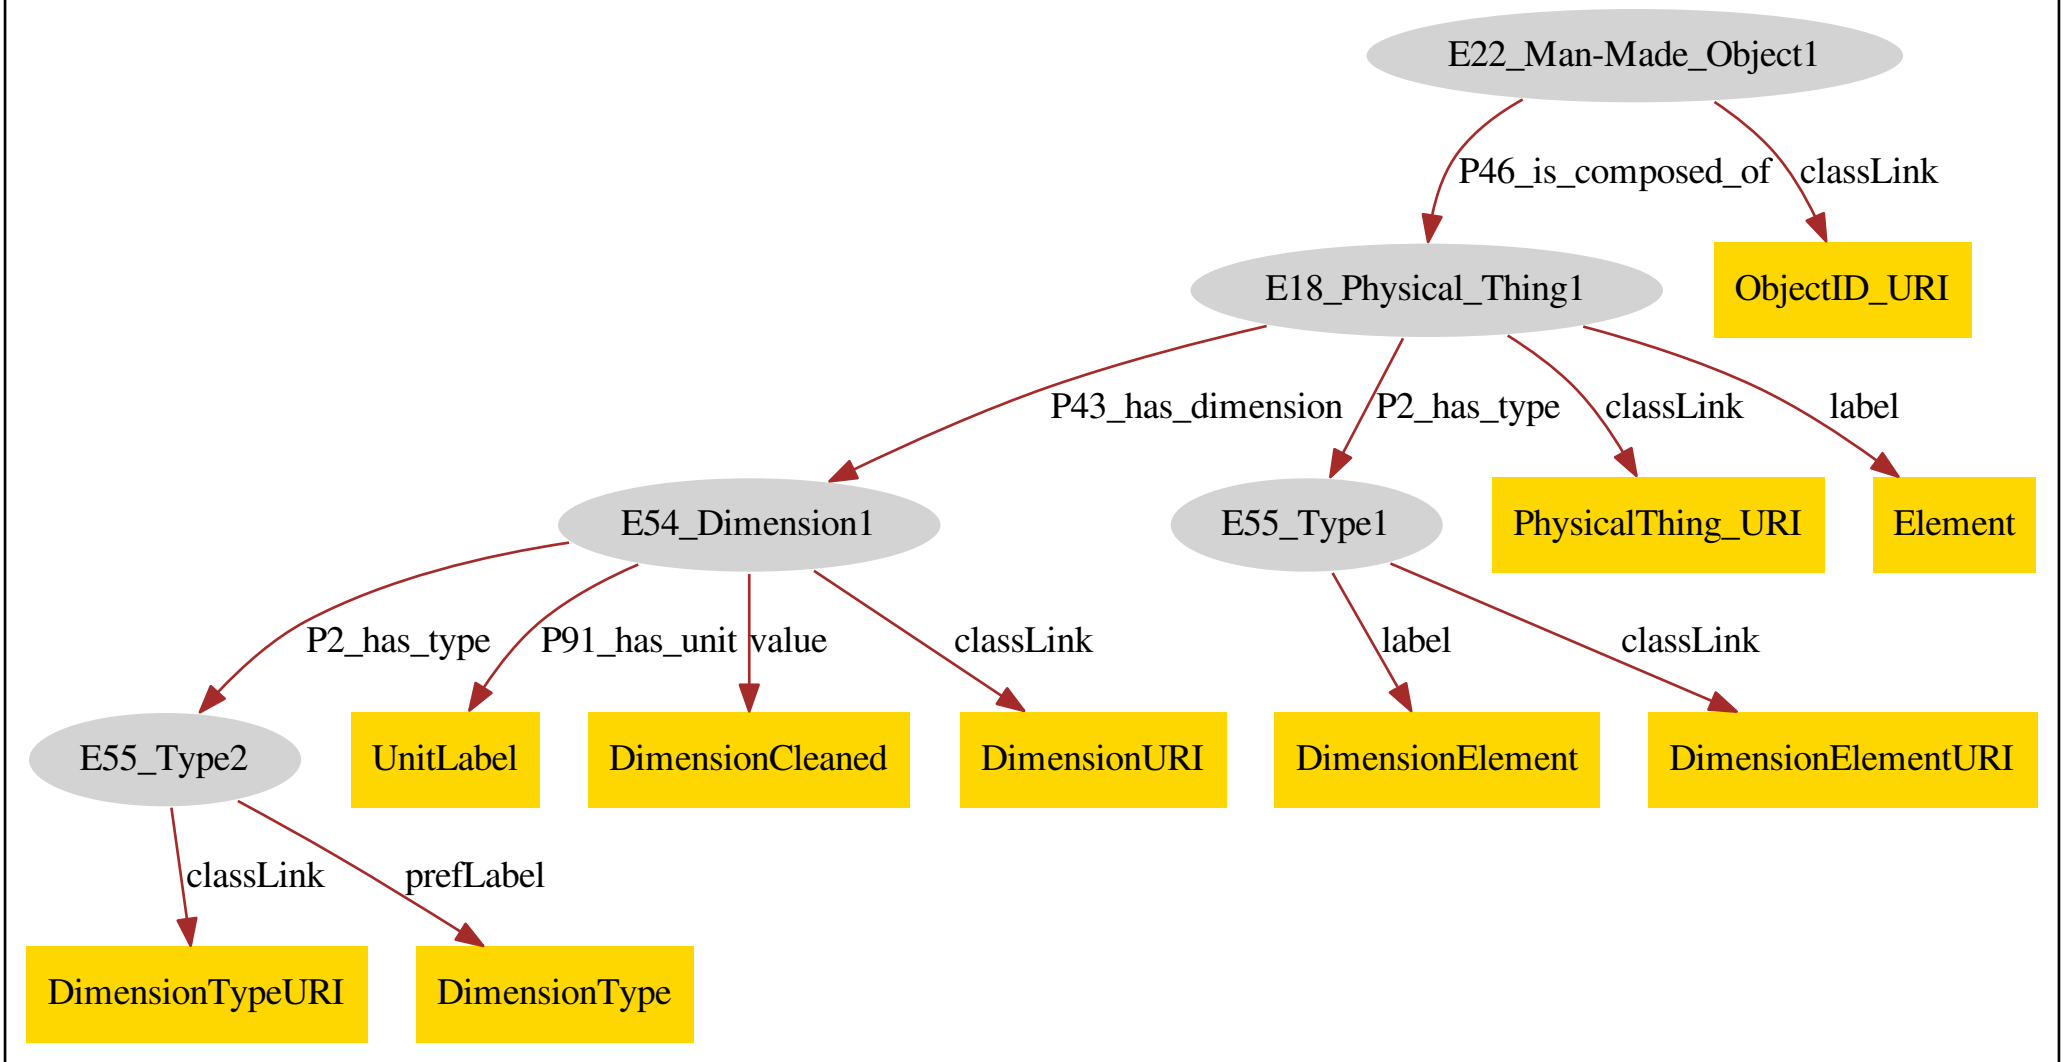 E22_Man-Made_Object1
P46_is_composed_of
classLink
E18_Physical_Thing1
ObjectID_URI
P43_has_dimension
P2_has_type
classLink
label
E54_Dimension1
E55_Type1
PhysicalThing_URI
Element
P2_has_type
P91_has_unit
value
classLink
label
classLink
E55_Type2
UnitLabel
DimensionCleaned
DimensionURI
DimensionElement
DimensionElementURI
classLink
prefLabel
DimensionTypeURI
DimensionType